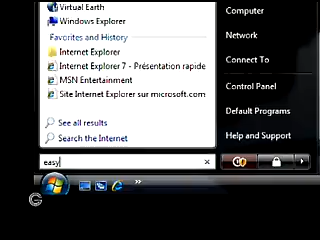 Virtual Earth
Windows Explorer
Favorites and History
Internet Explorer
Internet Explorer 7 - Présentation rapide
MSN Entertainment
Site Internet Explorer sur microsoft.com
See all results
Search the Internet
easy
Computer
Network
Connect To
Control Panel
Default Programs
Help and Support